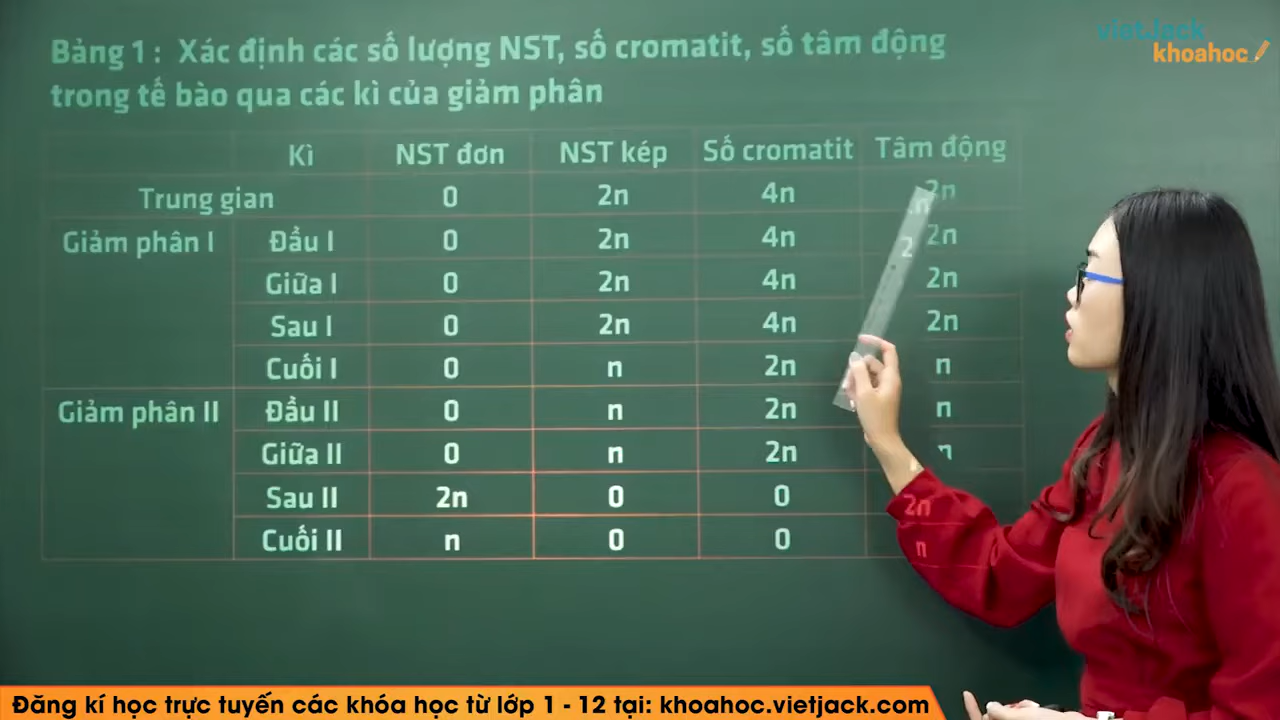 vietJack
khoahoc
Bảng 1 : Xác định các số lượng NST, số cromatit, số tâm động
trong tế bào qua các kì của giảm phân
Kì NST đơn NST kép Số cromatit Tâm động
Trung gian 0 2n 4n 2n
Giảm phân I Đầu I 0 2n 4n 2n
Giữa I 0 2n 4n 2n
Sau I 0 2n 4n 2n
Cuối I 0 n 2n n
Giảm phân II Đầu II 0 n 2n n
Giữa II 0 n 2n n
Sau II 2n 0 0 2n
Cuối II n 0 0 n
Đăng kí học trực tuyến các khóa học từ lớp 1 - 12 tại: khoahoc.vietjack.com